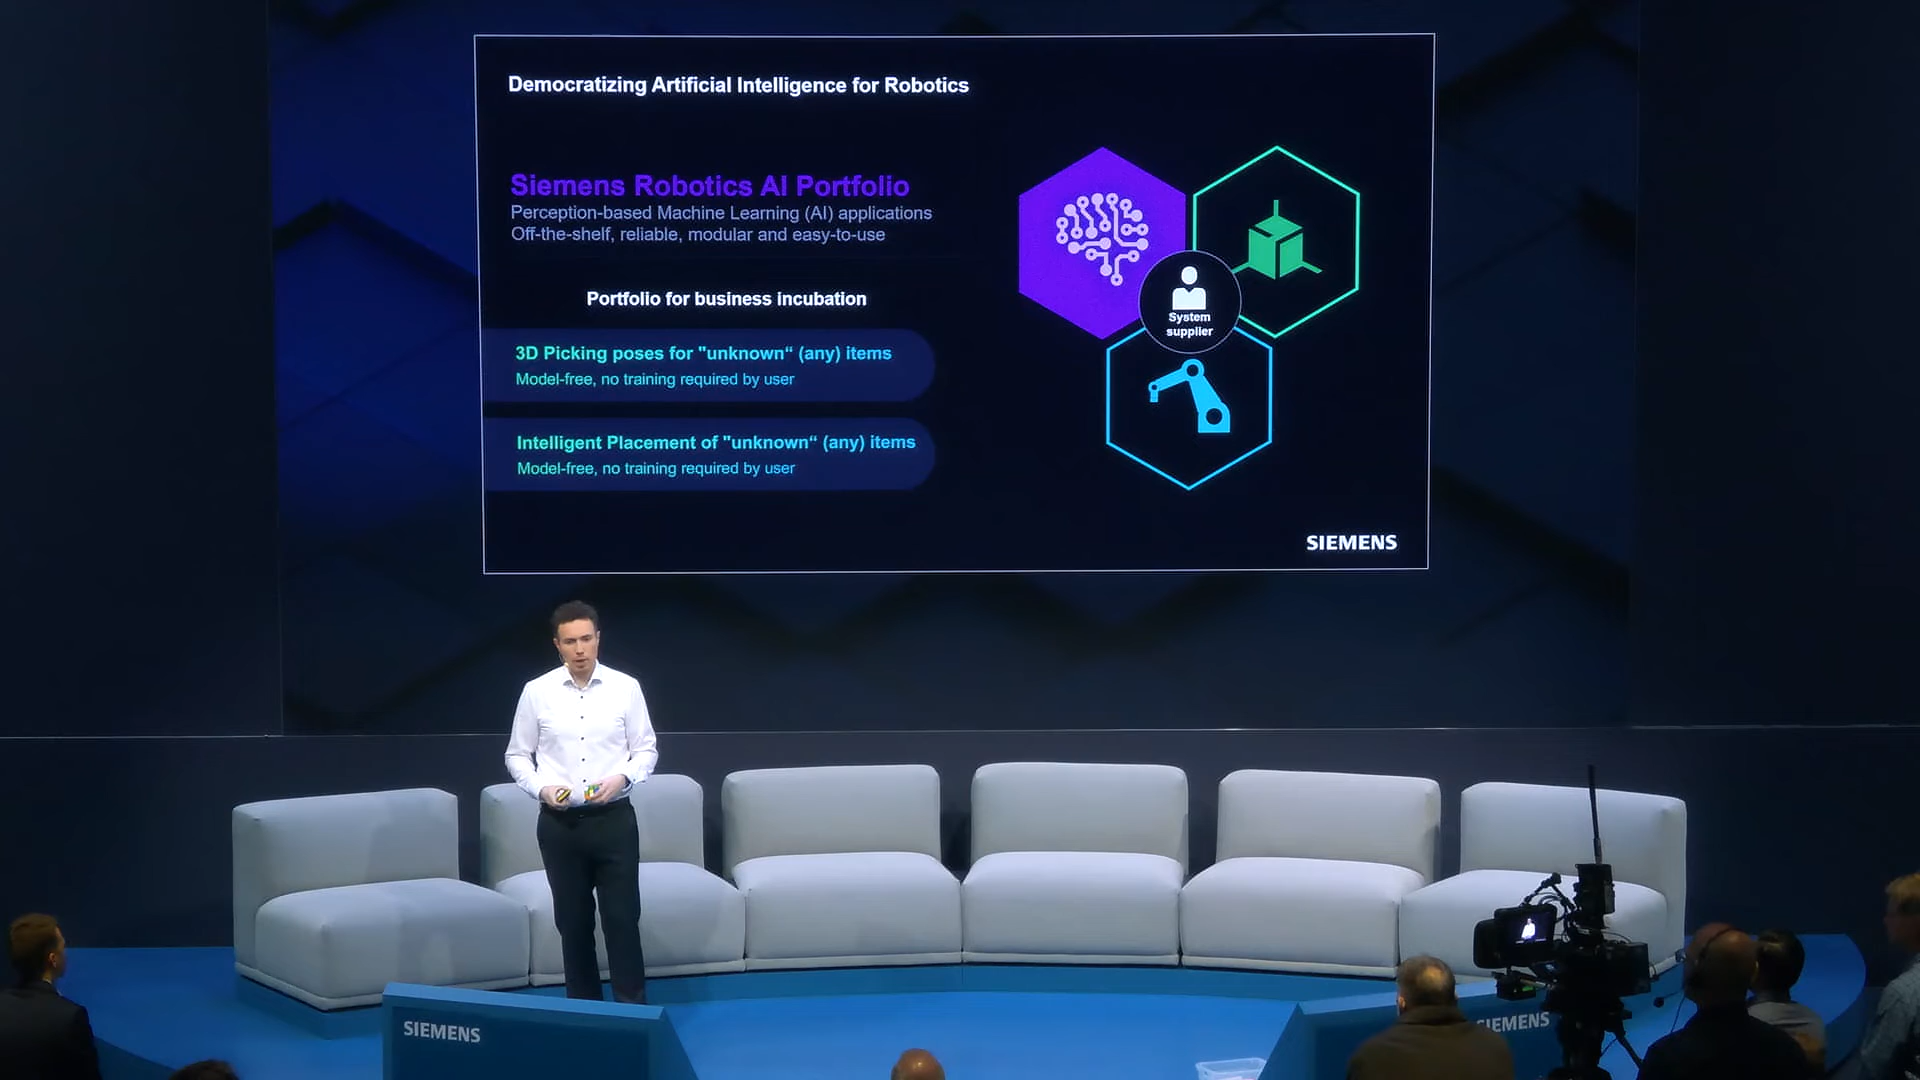 Democratizing Artificial Intelligence for Robotics
Siemens Robotics AI Portfolio
Perception-based Machine Learning (AI) applications
Off-the-shelf, reliable, modular and easy-to-use
Portfolio for business incubation
3D Picking poses for "unknown“ (any) items
Model-free, no training required by user
Intelligent Placement of "unknown“ (any) items
Model-free, no training required by user
System
supplier
SIEMENS
SIEMENS
SIEMENS